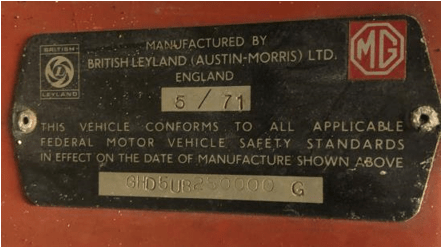 BRITISH
LEYLAND
MANUFACTURED BY
BRITISH LEYLAND (AUSTIN-MORRIS) LTD.
ENGLAND
MG
5 / 71
THIS VEHICLE CONFORMS TO ALL APPLICABLE
FEDERAL MOTOR VEHICLE SAFETY STANDARDS
IN EFFECT ON THE DATE OF MANUFACTURE SHOWN ABOVE
GHD5UB250000 G